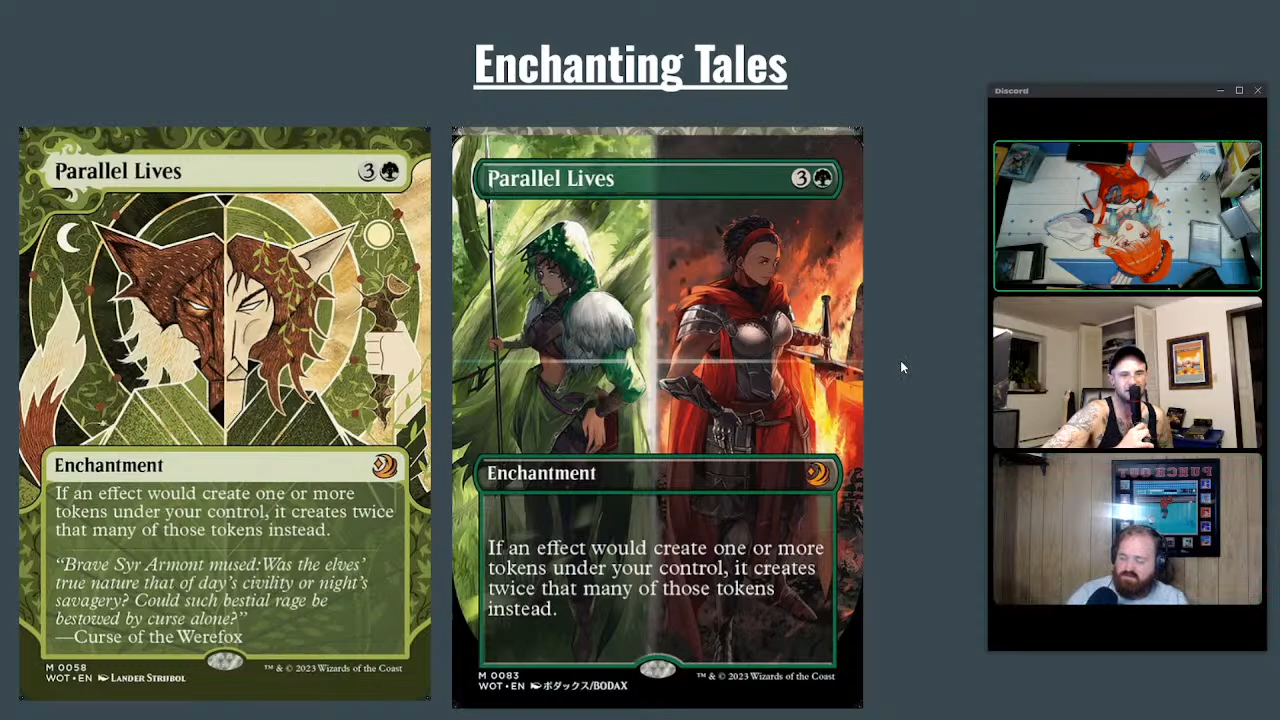 Enchanting Tales
Parallel Lives
3
Enchantment
If an effect would create one or more
tokens under your control, it creates twice
that many of those tokens instead.
“Brave Syr Armont mused:Was the elves’
true nature that of day’s civility or night’s
savagery? Could such bestial rage be
bestowed by curse alone?”
—Curse of the Werefox
M 0058
WOT • EN LANDER STRIJBOL
™ & © 2023 Wizards of the Coast
Parallel Lives
3
Enchantment
If an effect would create one or more
tokens under your control, it creates
twice that many of those tokens
instead.
M 0083
WOT • EN ボダックス/BODAX
™ & © 2023 Wizards of the Coast
Discord
PUNCH OUT